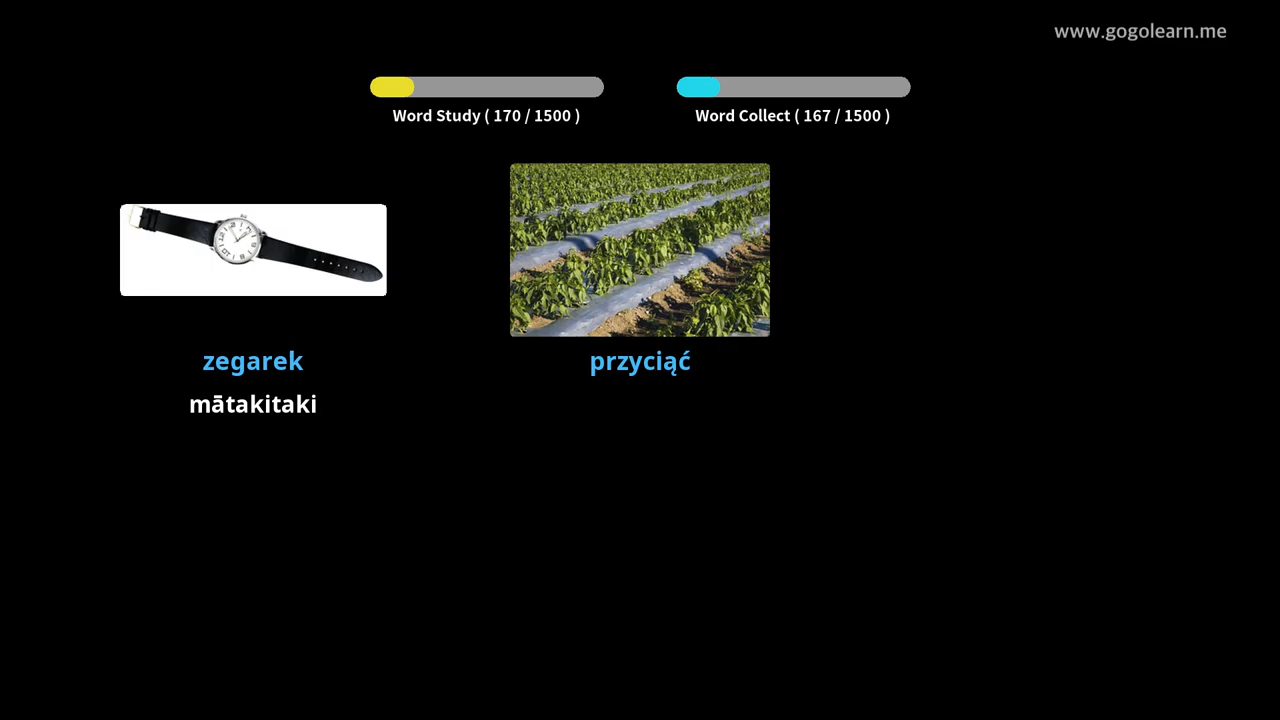 www.gogolearn.me
Word Study ( 170 / 1500 )
Word Collect ( 167 / 1500 )
zegarek
mātakitaki
przyciąć